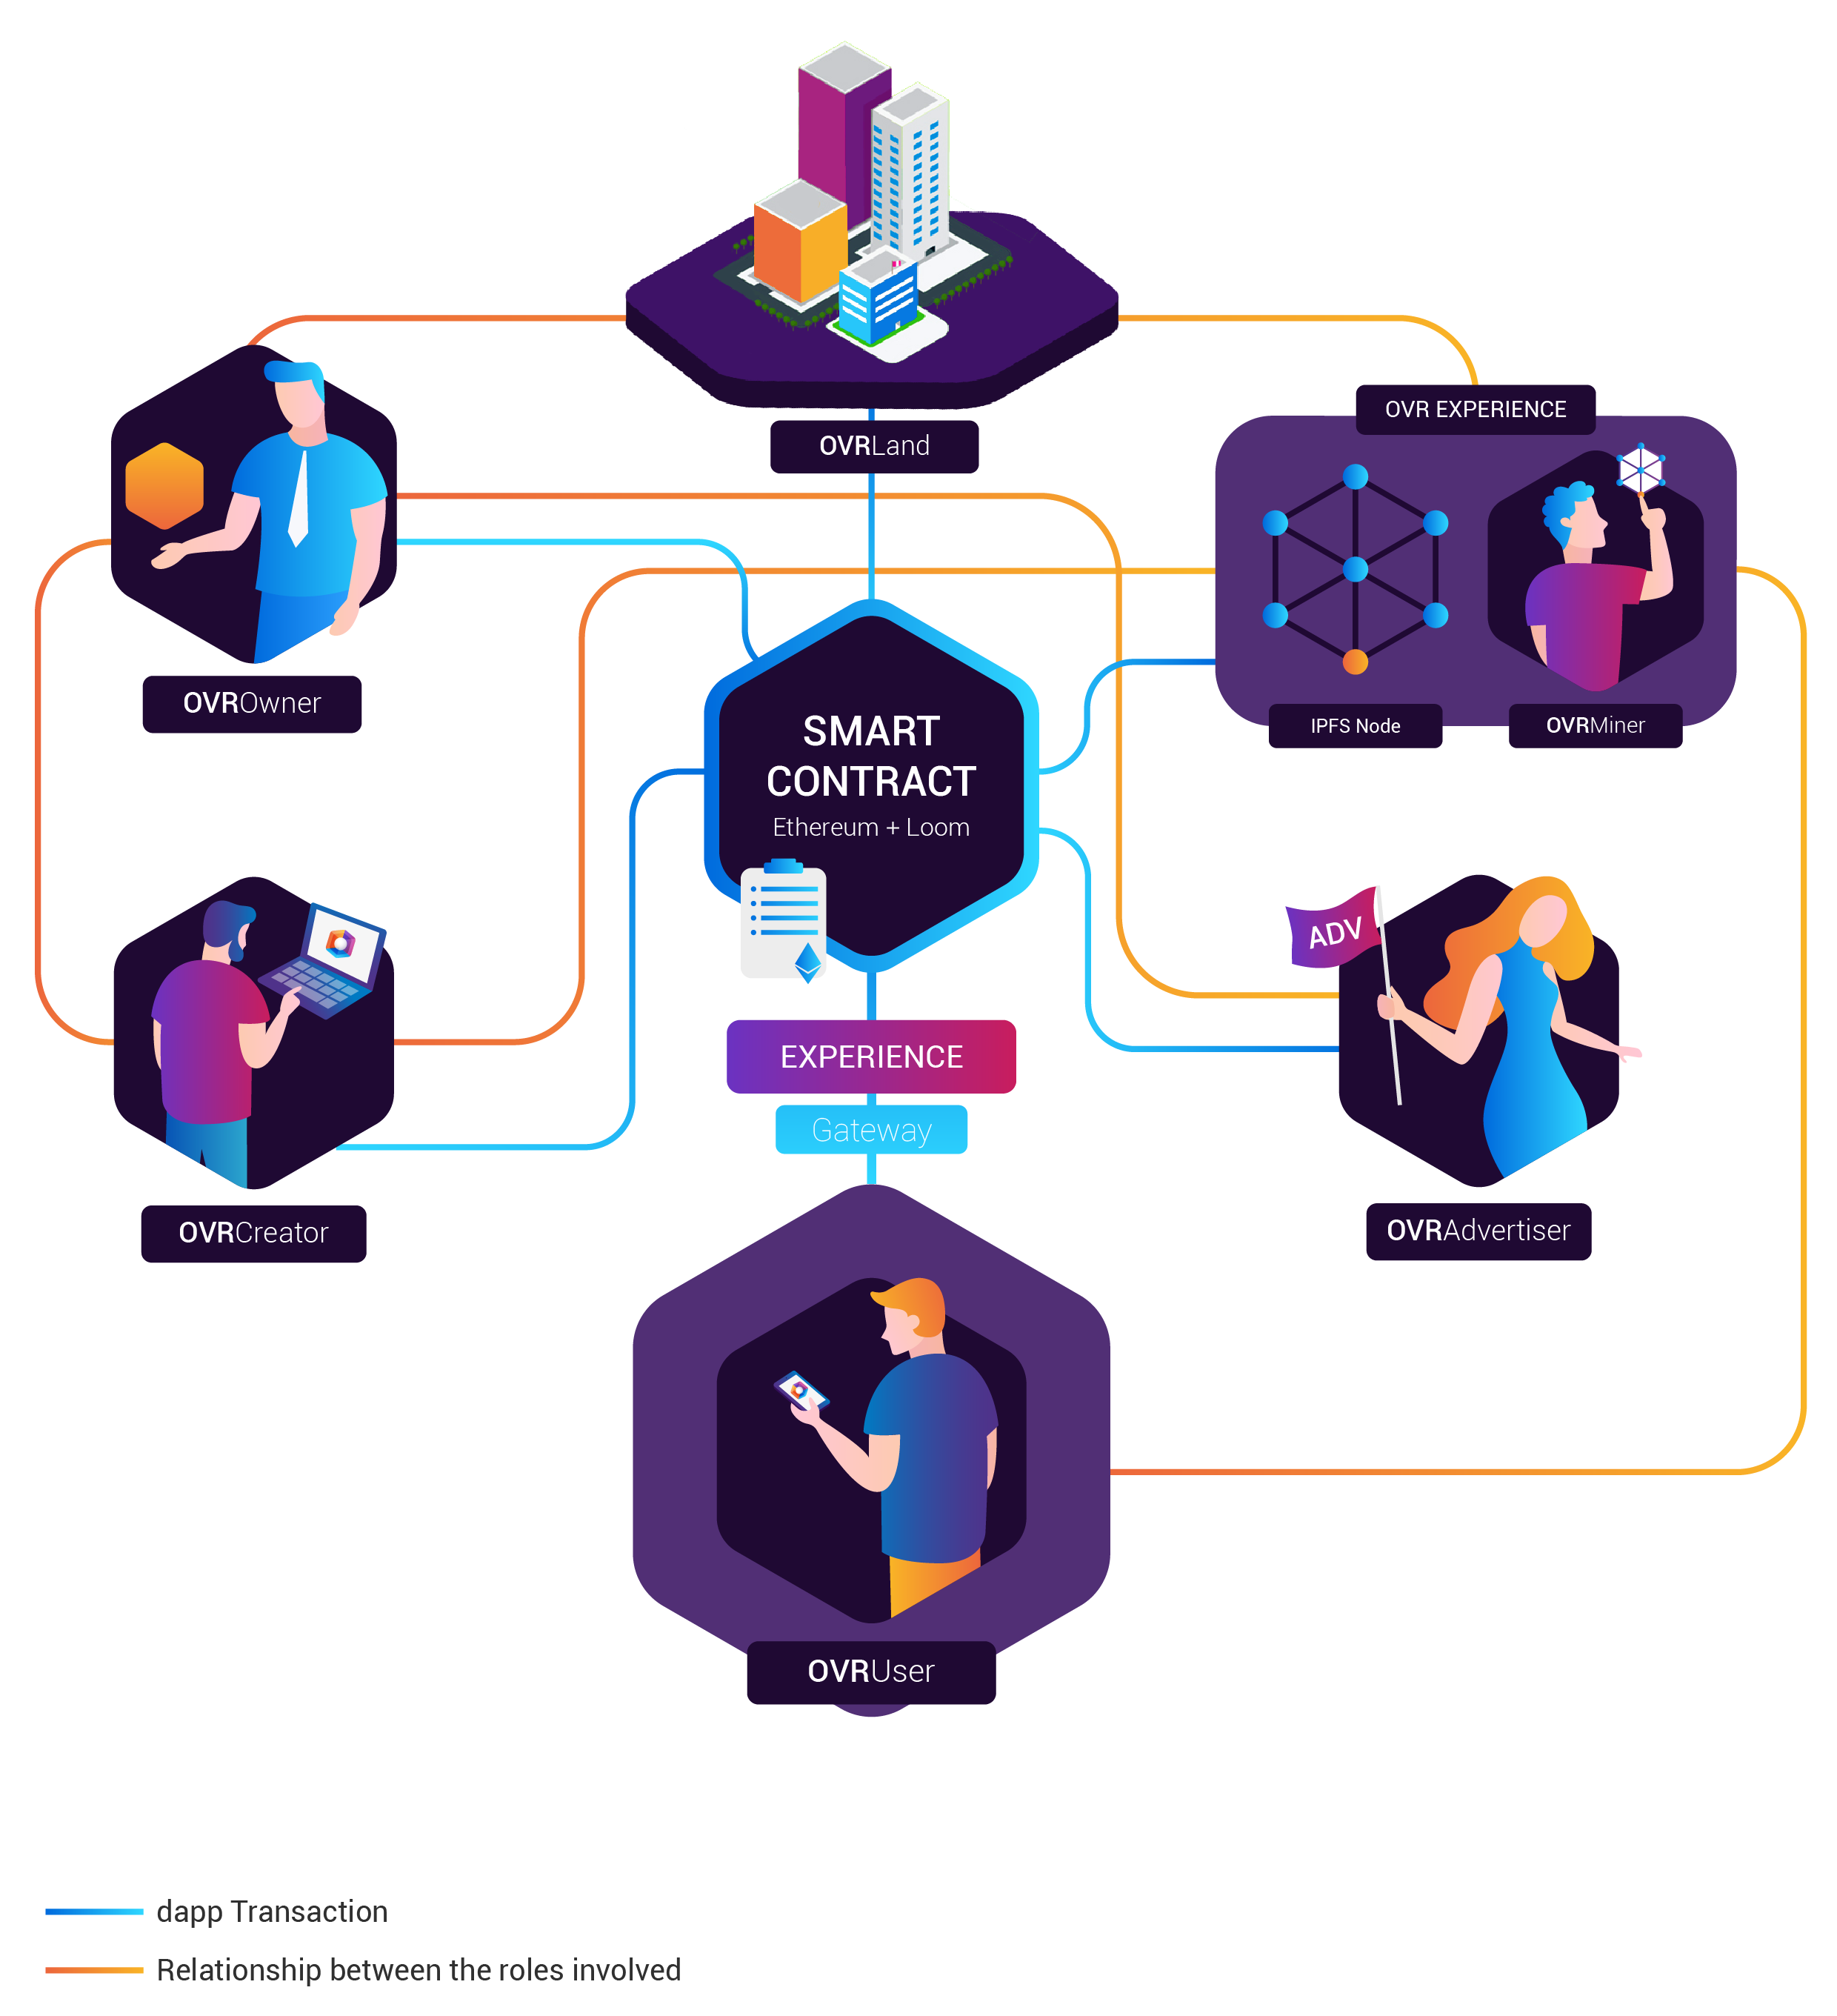 OVR EXPERIENCE
OVRLand
OVROwner
IPFS Node
OVRMiner
SMART
CONTRACT
Ethereum + Loom
ADV
EXPERIENCE
Gateway
OVRCreator
OVRAdvertiser
OVRUser
dapp Transaction
Relationship between the roles involved